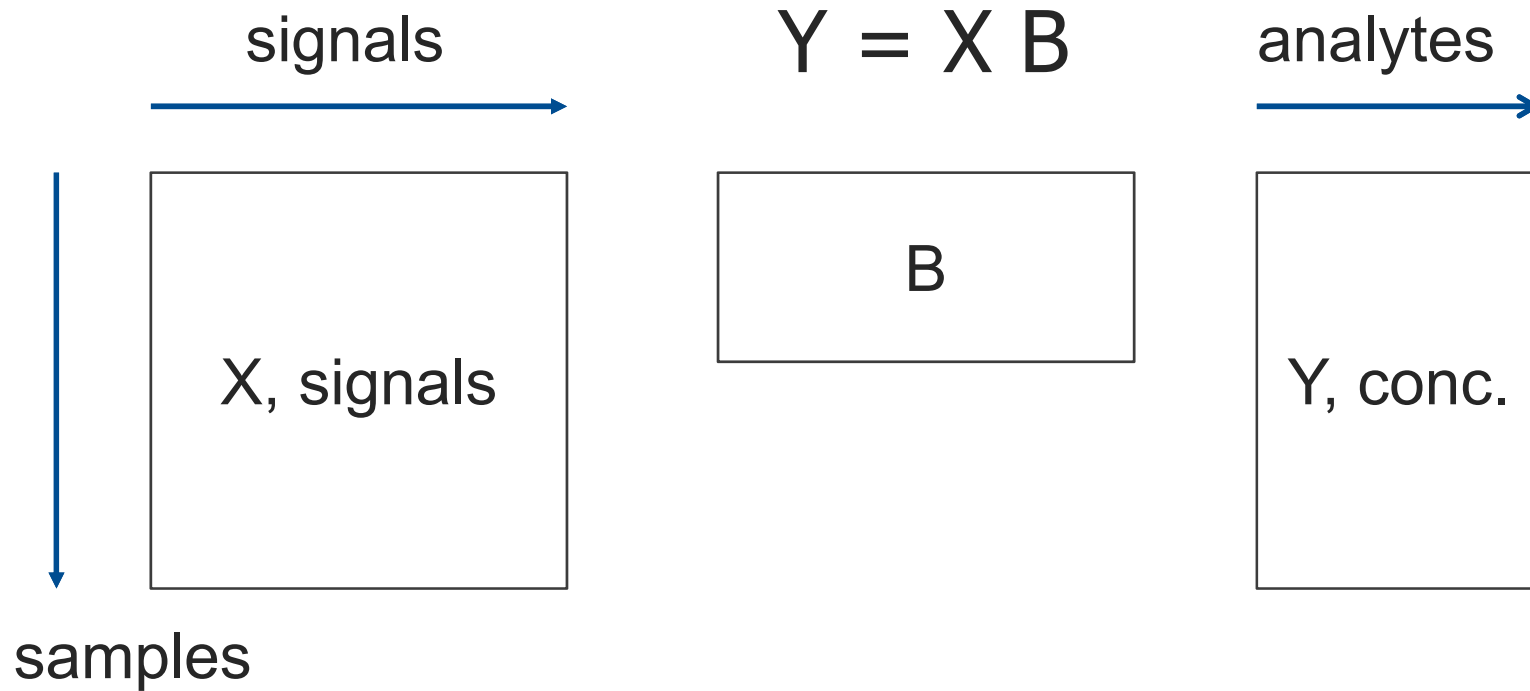 signals
Y = X B
analytes
B
X, signals
Y, conc.
samples